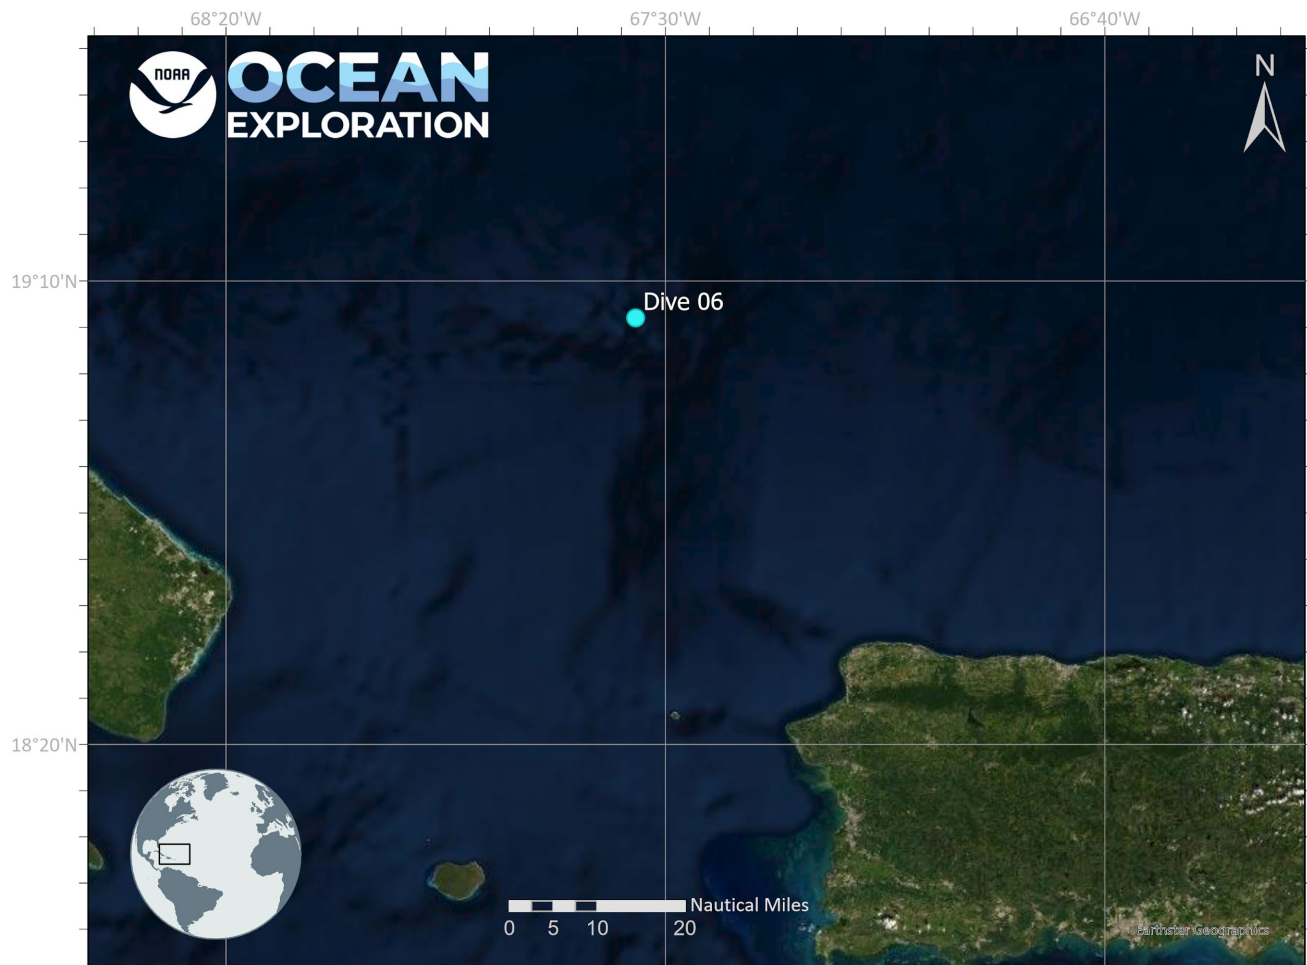 68°20'W 67°30'W 66°40'W
NOAA
OCEAN
EXPLORATION
N
19°10'N
Dive 06
18°20'N
Nautical Miles
0 5 10 20
Earthstar Geographics